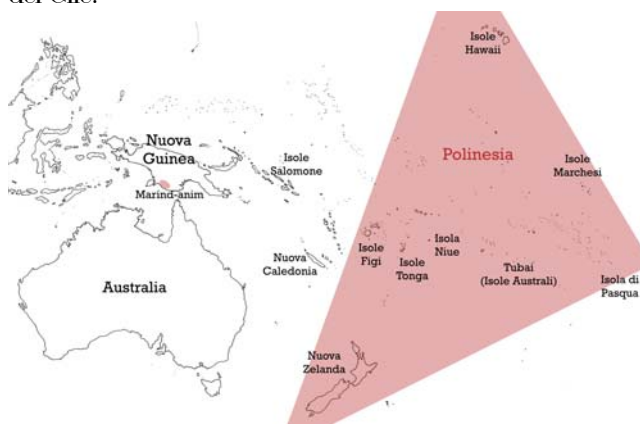 del Cile.
Isole
Hawaii
Nuova
Guinea
Polinesia
Isole
Salomone
Isole
Marchesi
Marind-anim
Isole
Figi
Isola
Niue
Nuova
Caledonia
Isole
Tonga
Tubai
(Isole Australi)
Isola di
Pasqua
Australia
Nuova
Zelanda